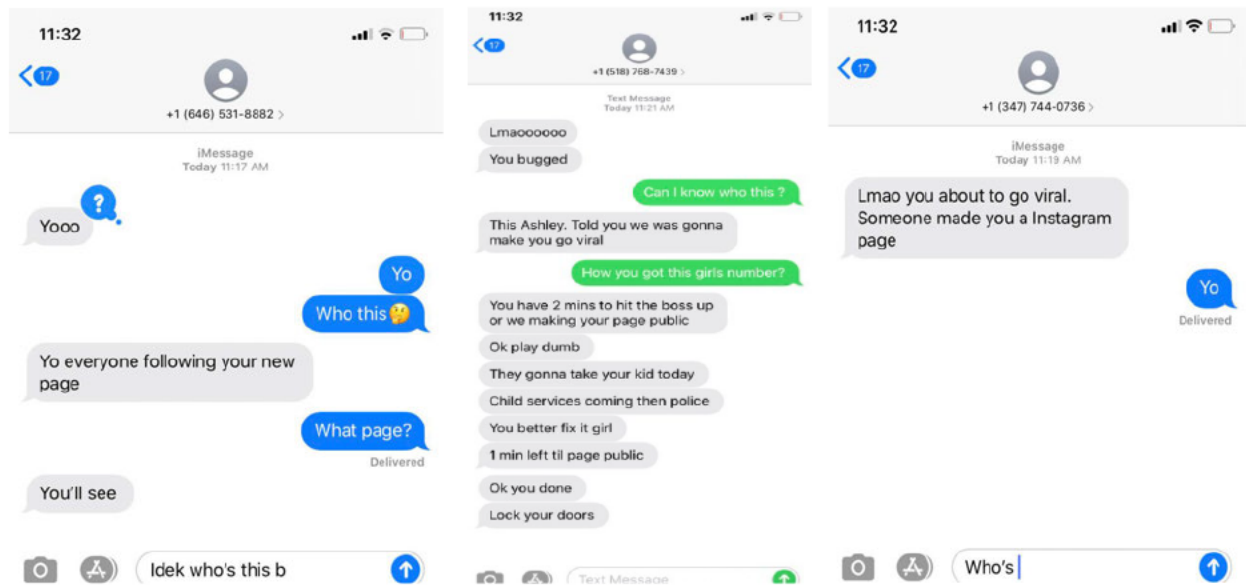 11:32
17
+1 (646) 531-8882 >
iMessage
Today 11:17 AM
?
Yooo
Yo
Who this🤔
Yo everyone following your new
page
What page?
Delivered
You'll see
Idek who's this b
11:32
17
+1 (518) 768-7439 >
Text Message
Today 11:21 AM
Lmaoooooo
You bugged
Can I know who this ?
This Ashley. Told you we was gonna
make you go viral
How you got this girls number?
You have 2 mins to hit the boss up
or we making your page public
Ok play dumb
They gonna take your kid today
Child services coming then police
You better fix it girl
1 min left til page public
Ok you done
Lock your doors
Text Message
11:32
17
+1 (347) 744-0736 >
iMessage
Today 11:19 AM
Lmao you about to go viral.
Someone made you a Instagram
page
Yo
Delivered
Who's